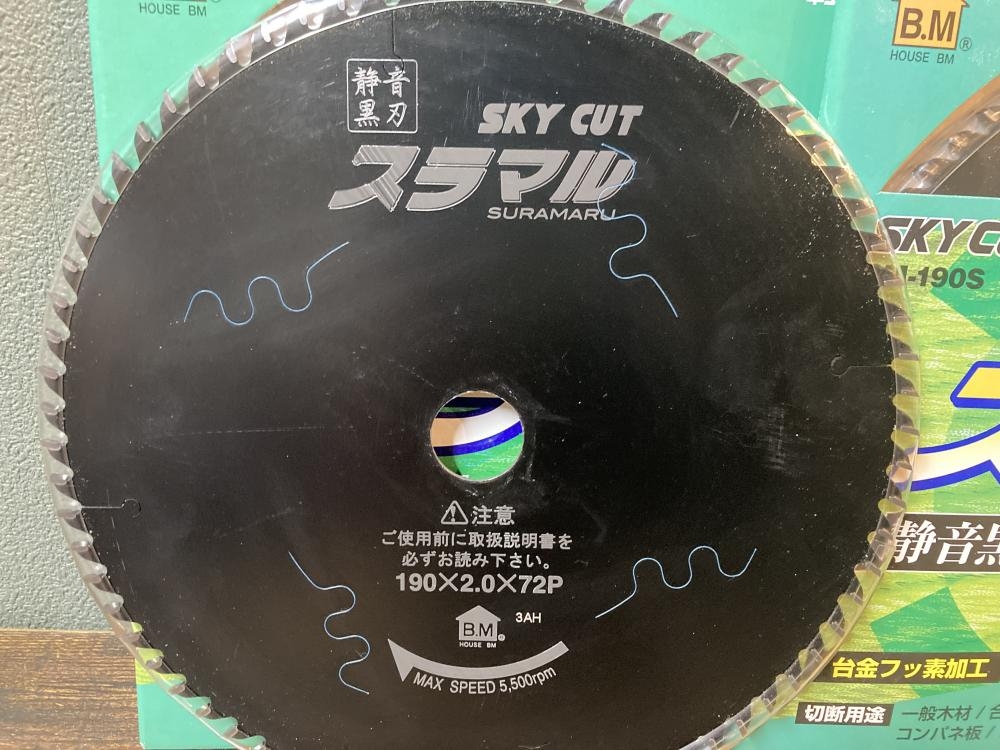 HOUSE BM
B.M®
HOUSE BM
静音
黒刃
SKY CUT
スラマル
SURAMARU
SKY C
-190S
⚠注意
ご使用前に取扱説明書を
必ずお読み下さい。
190×2.0×72P
B.M®
HOUSE BM
3AH
MAX SPEED 5,500rpm
静音黒
台金フッ素加工
切断用途
一般木材/台
コンパネ板/